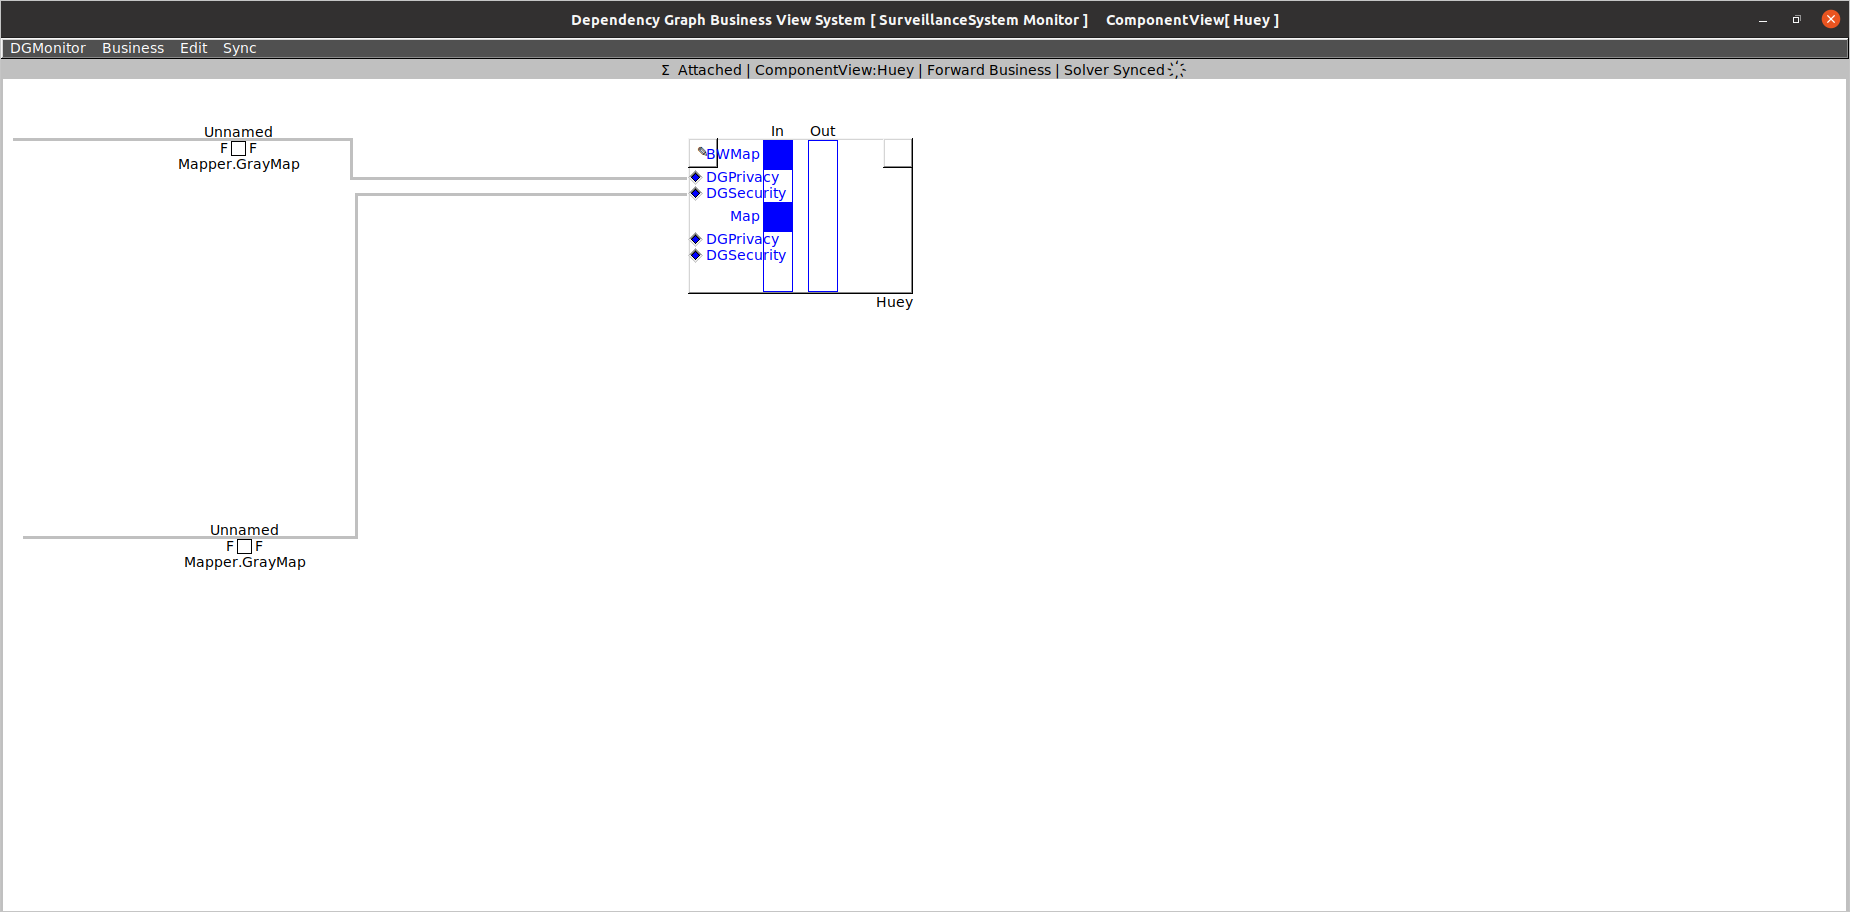 Dependency Graph Business View System [ SurveillanceSystem Monitor ] ComponentView[ Huey ]
DGMonitor Business Edit Sync
Σ Attached | ComponentView:Huey | Forward Business | Solver Synced
Unnamed
F F
Mapper.GrayMap
In Out
BWMap
DGPrivacy
DGSecurity
Map
DGPrivacy
DGSecurity
Huey
Unnamed
F F
Mapper.GrayMap